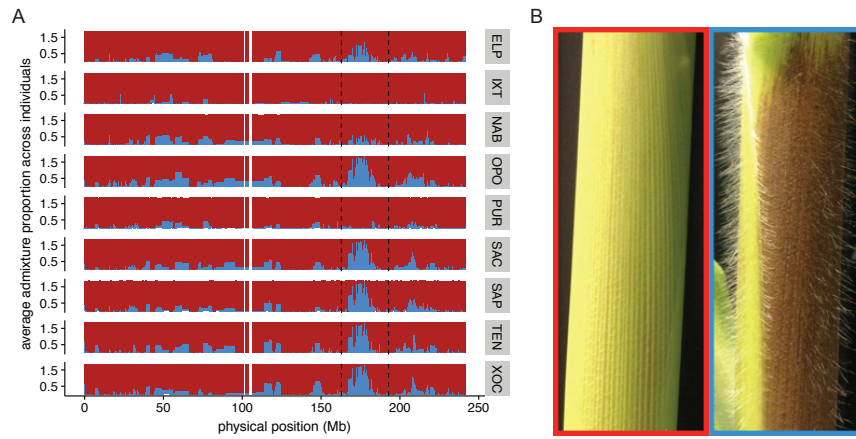 A
B
average admixture proportion across individuals
1.5
0.5
ELP
1.5
0.5
IXT
1.5
0.5
NAB
1.5
0.5
OPO
1.5
0.5
PUR
1.5
0.5
SAC
1.5
0.5
SAP
1.5
0.5
TEN
1.5
0.5
XOC
0 50 100 150 200 250
physical position (Mb)